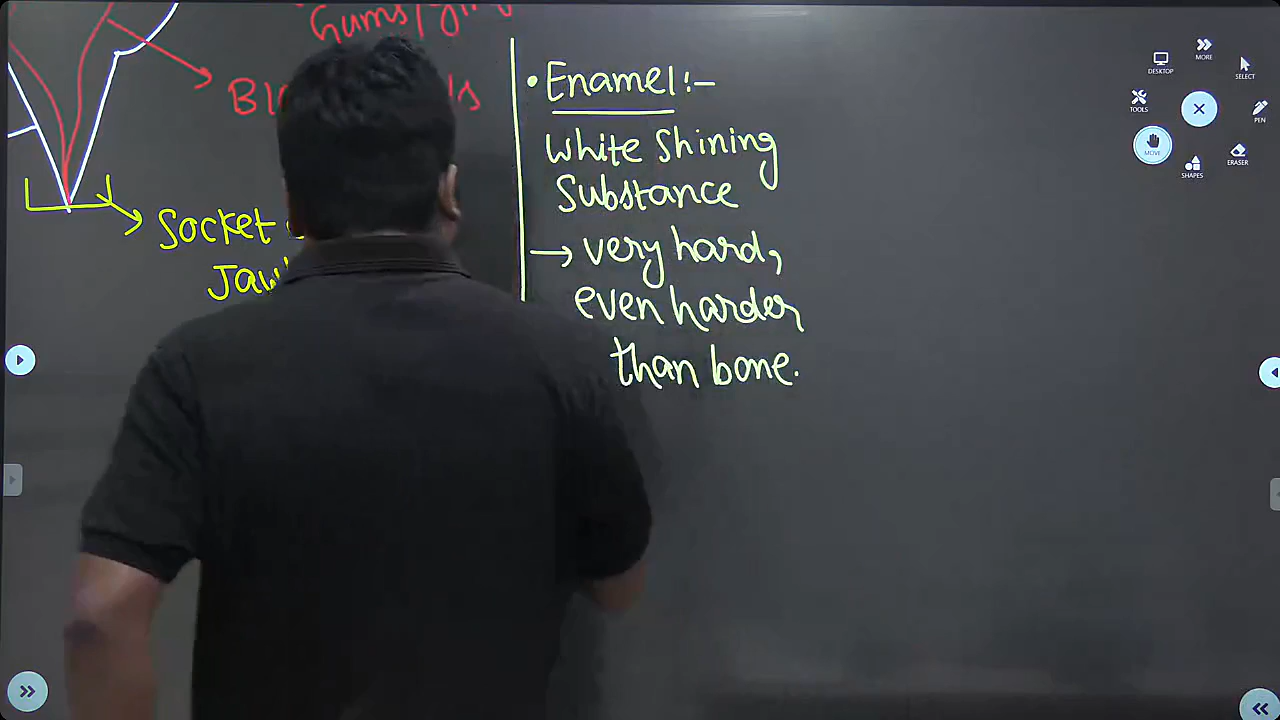 Gums/
Socket
Jaw
• Enamel:-
White Shining
Substance
→ very hard,
even harder
than bone.
MORE
DESKTOP
SELECT
TOOLS
PEN
MOVE
ERASER
SHAPES